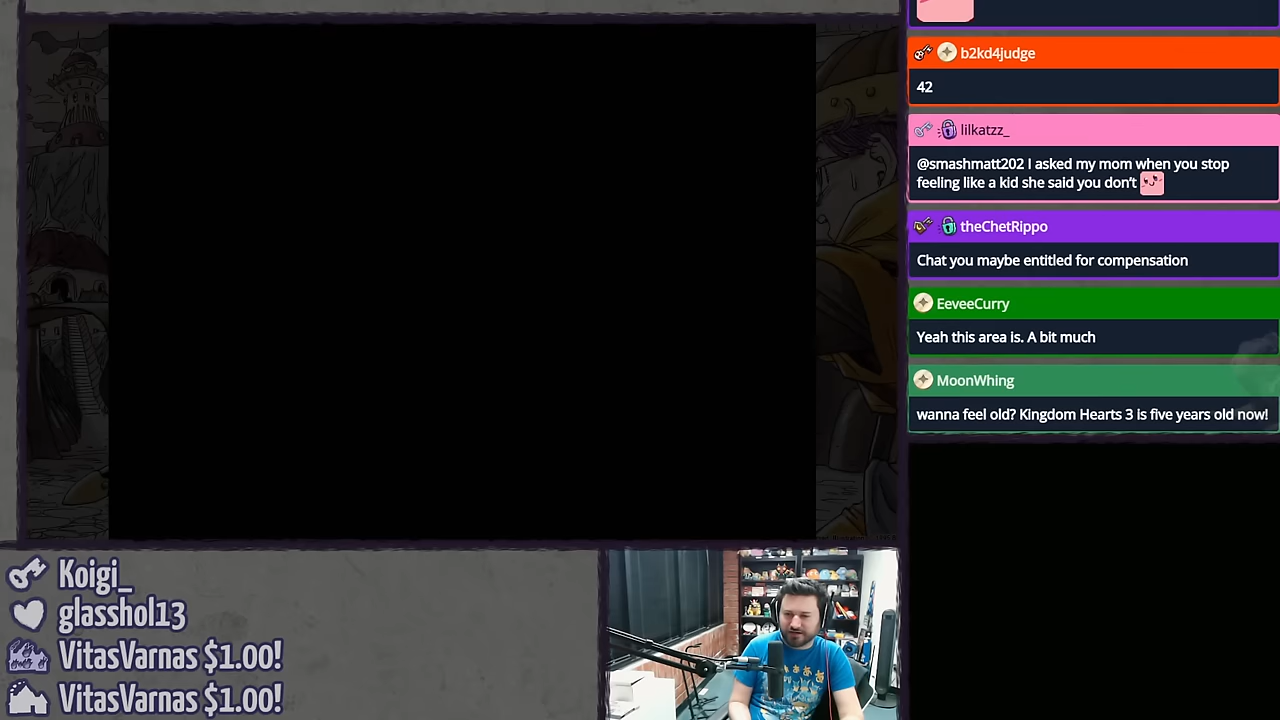 b2kd4judge
42
lilkatzz_
@smashmatt202 I asked my mom when you stop
feeling like a kid she said you don't
theChetRippo
Chat you maybe entitled for compensation
EeveeCurry
Yeah this area is. A bit much
MoonWhing
wanna feel old? Kingdom Hearts 3 is five years old now!
Koigi_
glasshol13
VitasVarnas $1.00!
VitasVarnas $1.00!